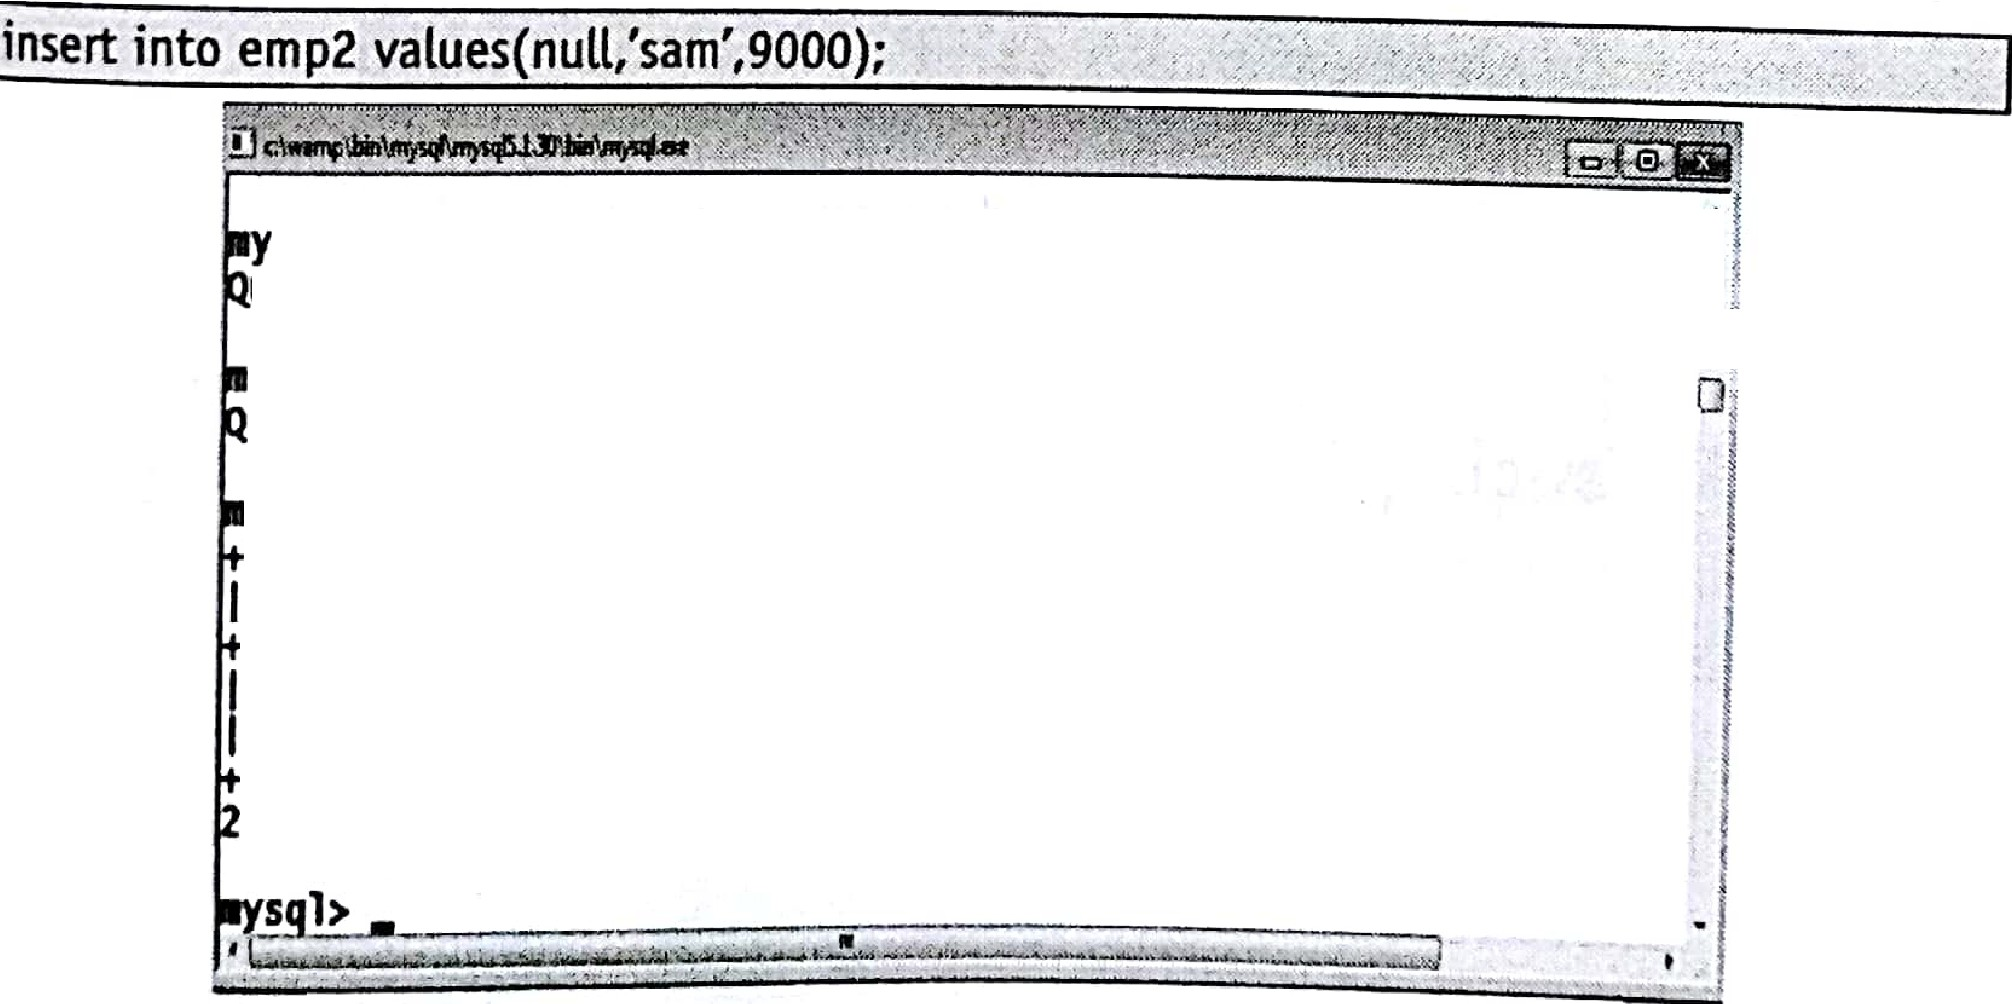 insert into emp2 values(null,'sam',9000);
c:\wamp\bin\mysql\mysql5.1.30\bin\mysql.exe
my
Q
m
Q
m
+
|
+
|
|
+
2
mysql> _